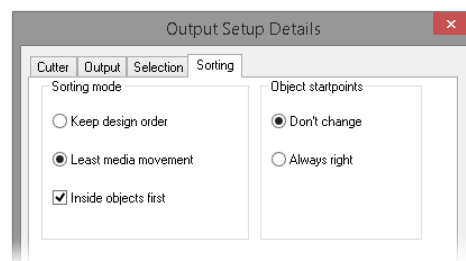 Output Setup Details
Cutter Output Selection Sorting
Sorting mode
Keep design order
Least media movement
Inside objects first
Object startpoints
Don't change
Always right